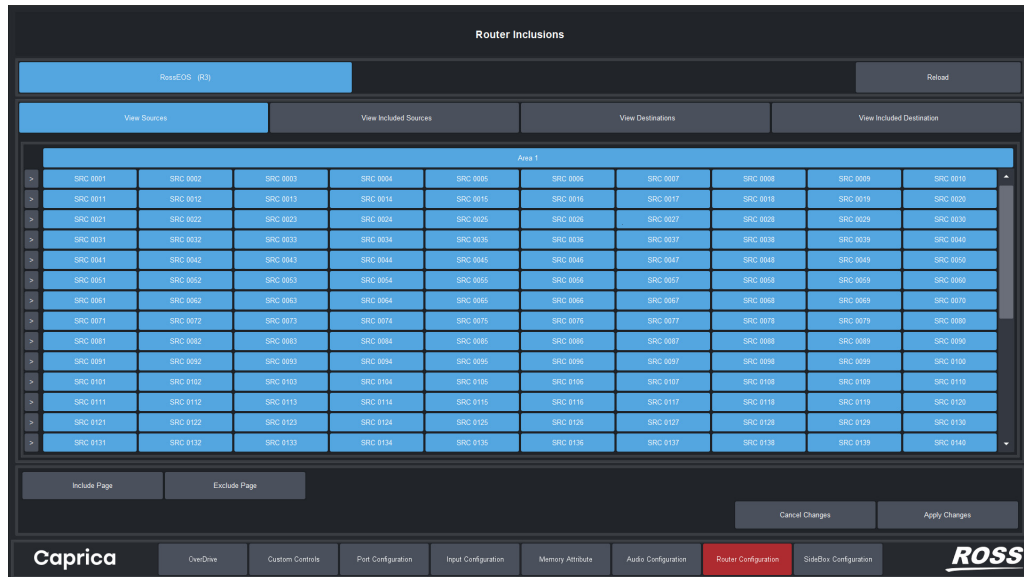 Router Inclusions
RossEOS (R3) Reload
View Sources View Included Sources View Destinations View Included Destination
Area 1
> SRC 0001 SRC 0002 SRC 0003 SRC 0004 SRC 0005 SRC 0006 SRC 0007 SRC 0008 SRC 0009 SRC 0010
> SRC 0011 SRC 0012 SRC 0013 SRC 0014 SRC 0015 SRC 0016 SRC 0017 SRC 0018 SRC 0019 SRC 0020
> SRC 0021 SRC 0022 SRC 0023 SRC 0024 SRC 0025 SRC 0026 SRC 0027 SRC 0028 SRC 0029 SRC 0030
> SRC 0031 SRC 0032 SRC 0033 SRC 0034 SRC 0035 SRC 0036 SRC 0037 SRC 0038 SRC 0039 SRC 0040
> SRC 0041 SRC 0042 SRC 0043 SRC 0044 SRC 0045 SRC 0046 SRC 0047 SRC 0048 SRC 0049 SRC 0050
> SRC 0051 SRC 0052 SRC 0053 SRC 0054 SRC 0055 SRC 0056 SRC 0057 SRC 0058 SRC 0059 SRC 0060
> SRC 0061 SRC 0062 SRC 0063 SRC 0064 SRC 0065 SRC 0066 SRC 0067 SRC 0068 SRC 0069 SRC 0070
> SRC 0071 SRC 0072 SRC 0073 SRC 0074 SRC 0075 SRC 0076 SRC 0077 SRC 0078 SRC 0079 SRC 0080
> SRC 0081 SRC 0082 SRC 0083 SRC 0084 SRC 0085 SRC 0086 SRC 0087 SRC 0088 SRC 0089 SRC 0090
> SRC 0091 SRC 0092 SRC 0093 SRC 0094 SRC 0095 SRC 0096 SRC 0097 SRC 0098 SRC 0099 SRC 0100
> SRC 0101 SRC 0102 SRC 0103 SRC 0104 SRC 0105 SRC 0106 SRC 0107 SRC 0108 SRC 0109 SRC 0110
> SRC 0111 SRC 0112 SRC 0113 SRC 0114 SRC 0115 SRC 0116 SRC 0117 SRC 0118 SRC 0119 SRC 0120
> SRC 0121 SRC 0122 SRC 0123 SRC 0124 SRC 0125 SRC 0126 SRC 0127 SRC 0128 SRC 0129 SRC 0130
> SRC 0131 SRC 0132 SRC 0133 SRC 0134 SRC 0135 SRC 0136 SRC 0137 SRC 0138 SRC 0139 SRC 0140
Include Page Exclude Page
Cancel Changes Apply Changes
Caprica OverDrive Custom Controls Port Configuration Input Configuration Memory Attribute Audio Configuration Router Configuration SideBox Configuration ROSS